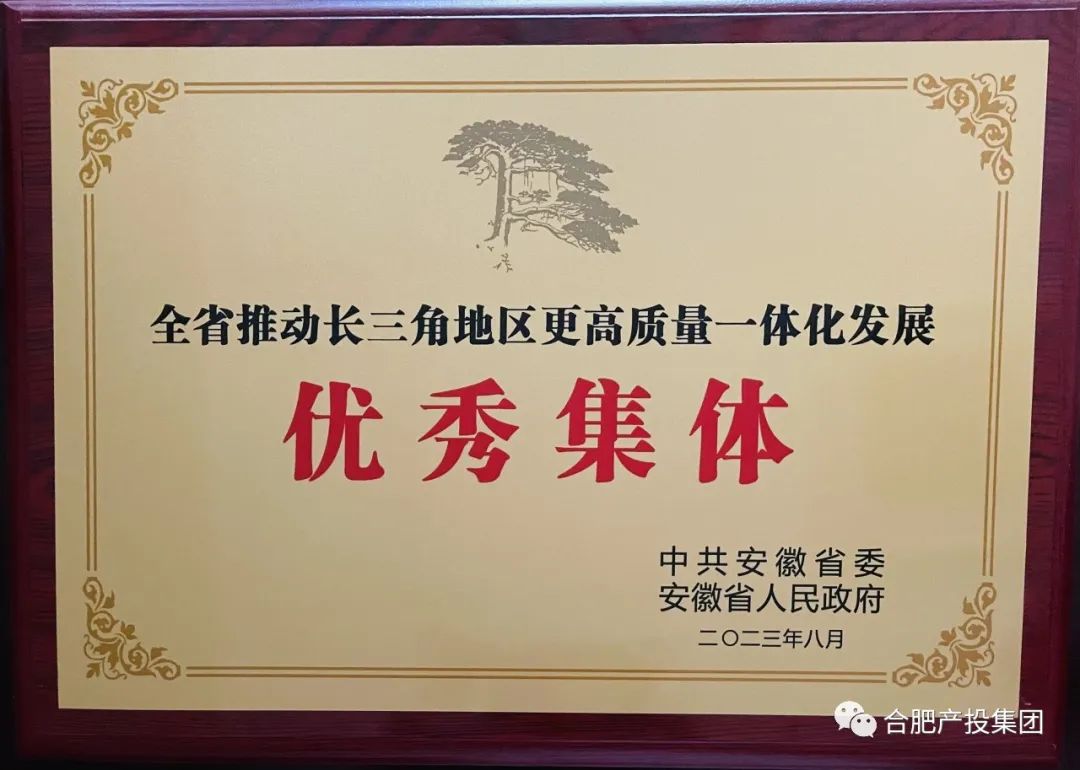 全省推动长三角地区更高质量一体化发展
优秀集体
中共安徽省委
安徽省人民政府
二〇二三年八月
合肥产投集团